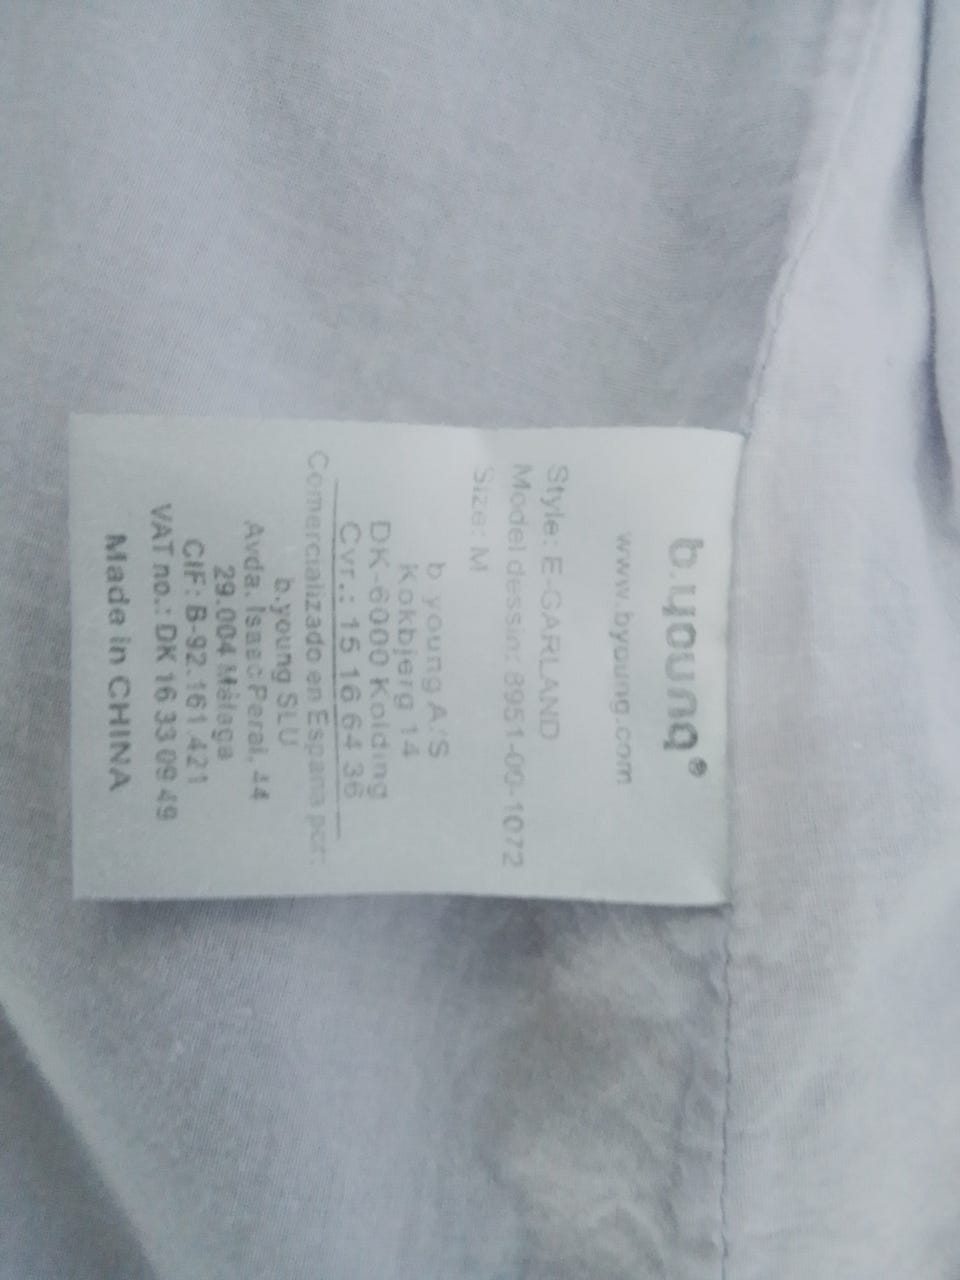 b.young®
www.byoung.com
Style: E-GARLAND
Model dessin: 8951-00-1072
Size: M
b young A/S
Kokbjerg 14
DK-6000 Kolding
Cvr.: 15 16 64 36
Comercializado en Espana por:
b.young SLU
Avda. Isaac Peral, 44
29.004 Málaga
CIF: B-92.161.421
VAT no.: DK 16 33 09 49
Made in CHINA